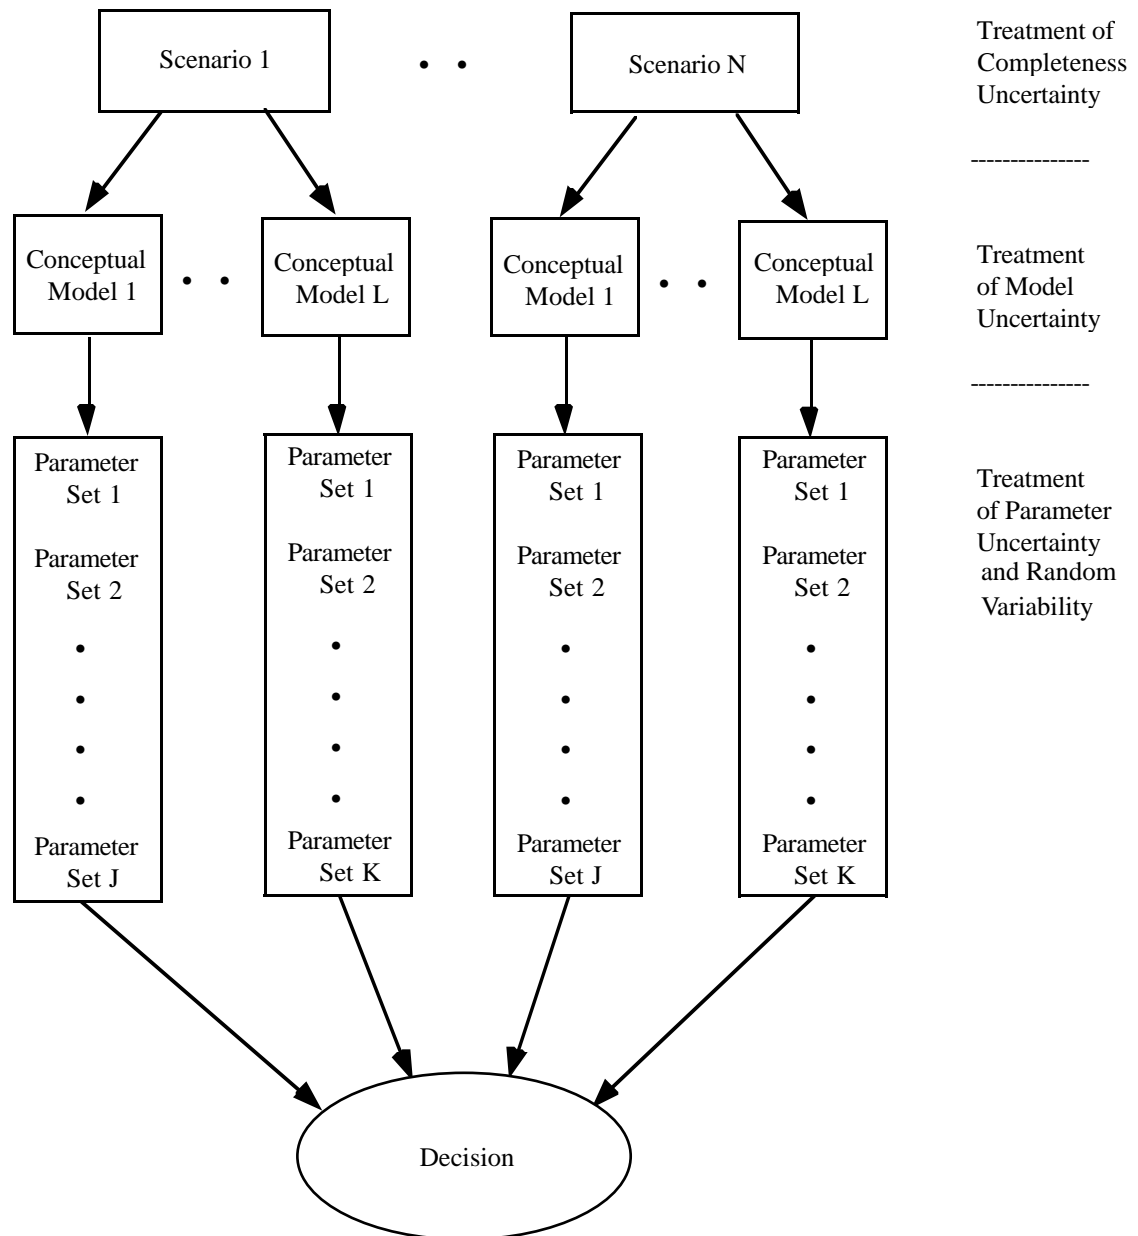 Scenario 1
Scenario N
Treatment of
Completeness
Uncertainty
---------------
Conceptual
Model 1
Conceptual
Model L
Conceptual
Model 1
Conceptual
Model L
Treatment
of Model
Uncertainty
---------------
Parameter
Set 1
Parameter
Set 2
Parameter
Set J
Parameter
Set 1
Parameter
Set 2
Parameter
Set K
Parameter
Set 1
Parameter
Set 2
Parameter
Set J
Parameter
Set 1
Parameter
Set 2
Parameter
Set K
Treatment
of Parameter
Uncertainty
and Random
Variability
Decision